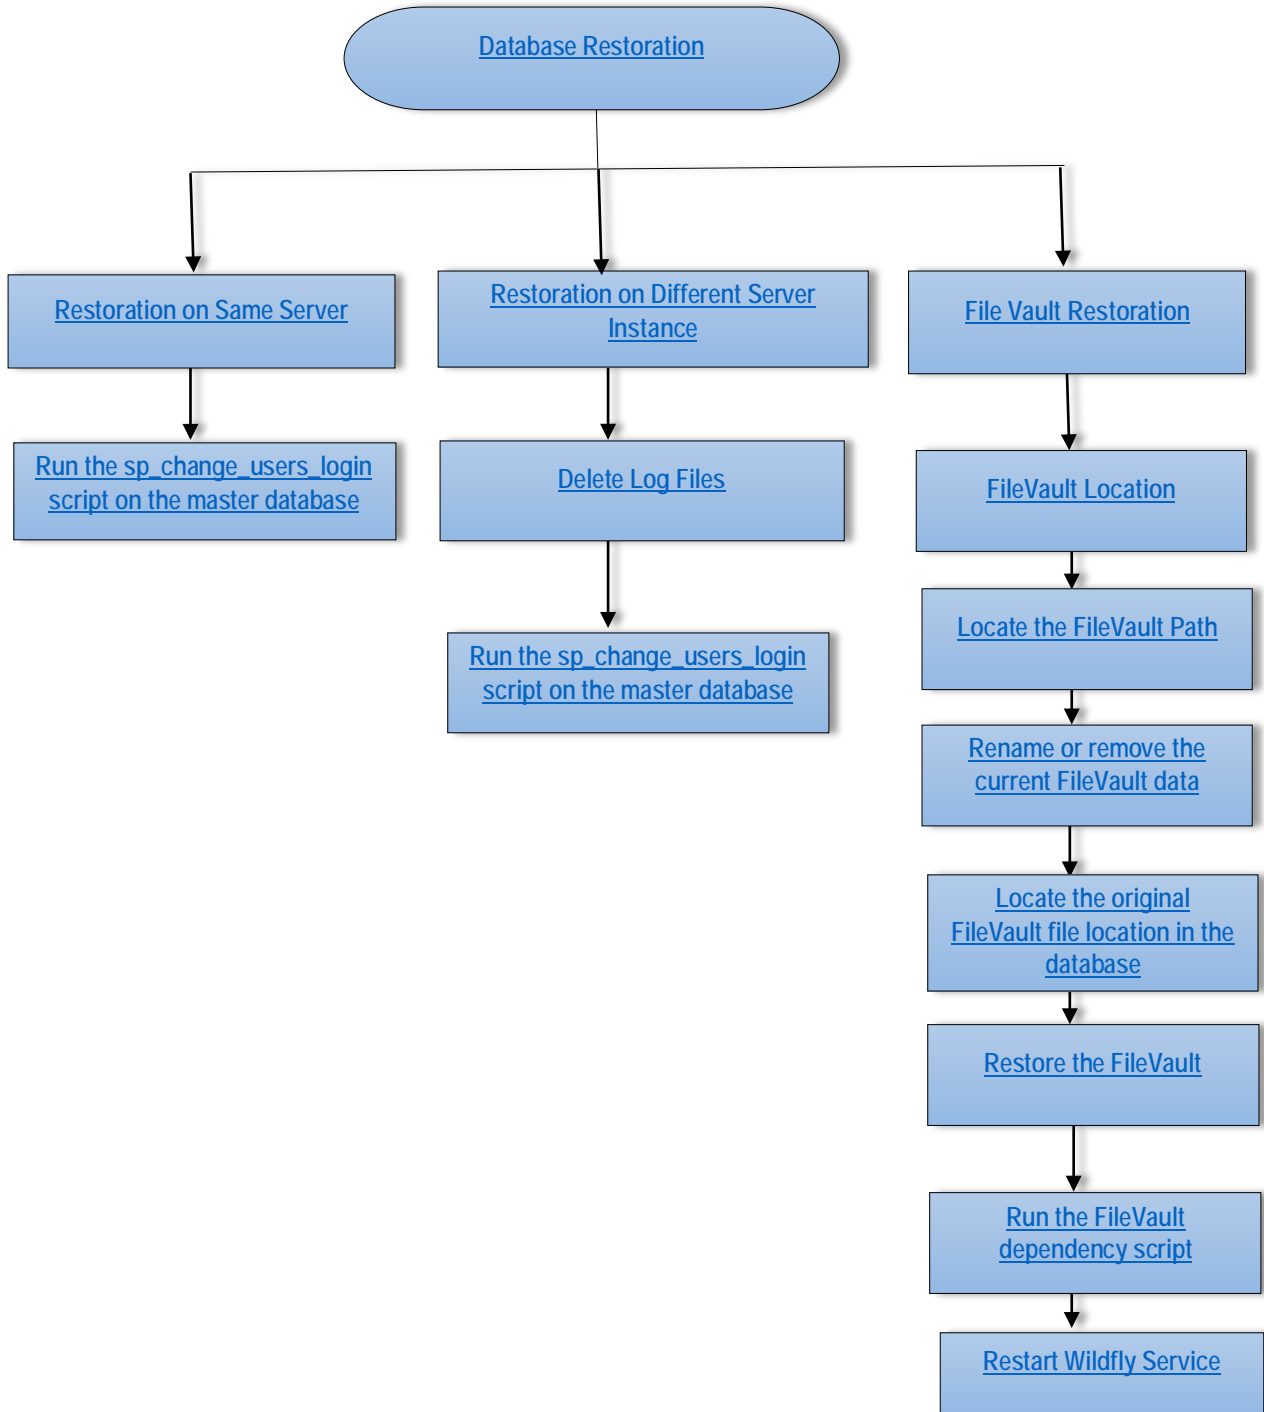 Database Restoration
Restoration on Same Server
Run the sp_change_users_login
script on the master database
Restoration on Different Server
Instance
Delete Log Files
Run the sp_change_users_login
script on the master database
File Vault Restoration
FileVault Location
Locate the FileVault Path
Rename or remove the
current FileVault data
Locate the original
FileVault file location in the
database
Restore the FileVault
Run the FileVault
dependency script
Restart Wildfly Service